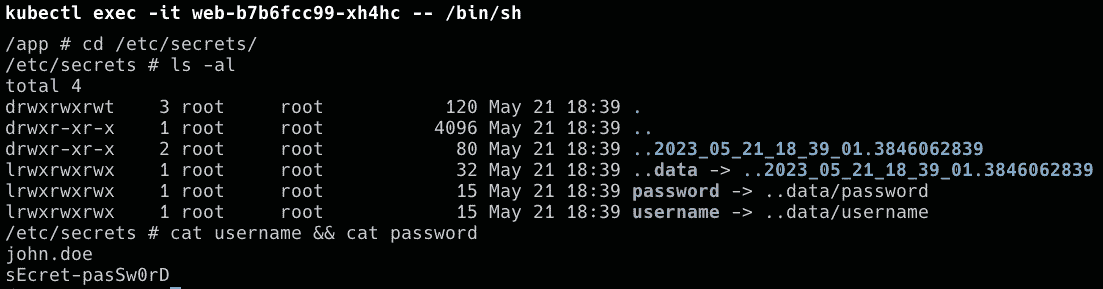 kubectl exec -it web-b7b6fcc99-xh4hc -- /bin/sh
/app # cd /etc/secrets/
/etc/secrets # ls -al
total 4
drwxrwxrwt    3 root     root           120 May 21 18:39 .
drwxr-xr-x    1 root     root          4096 May 21 18:39 ..
drwxr-xr-x    2 root     root            80 May 21 18:39 ..2023_05_21_18_39_01.3846062839
lrwxrwxrwx    1 root     root            32 May 21 18:39 ..data -> ..2023_05_21_18_39_01.3846062839
lrwxrwxrwx    1 root     root            15 May 21 18:39 password -> ..data/password
lrwxrwxrwx    1 root     root            15 May 21 18:39 username -> ..data/username
/etc/secrets # cat username && cat password
john.doe
sEcret-pasSw0rD